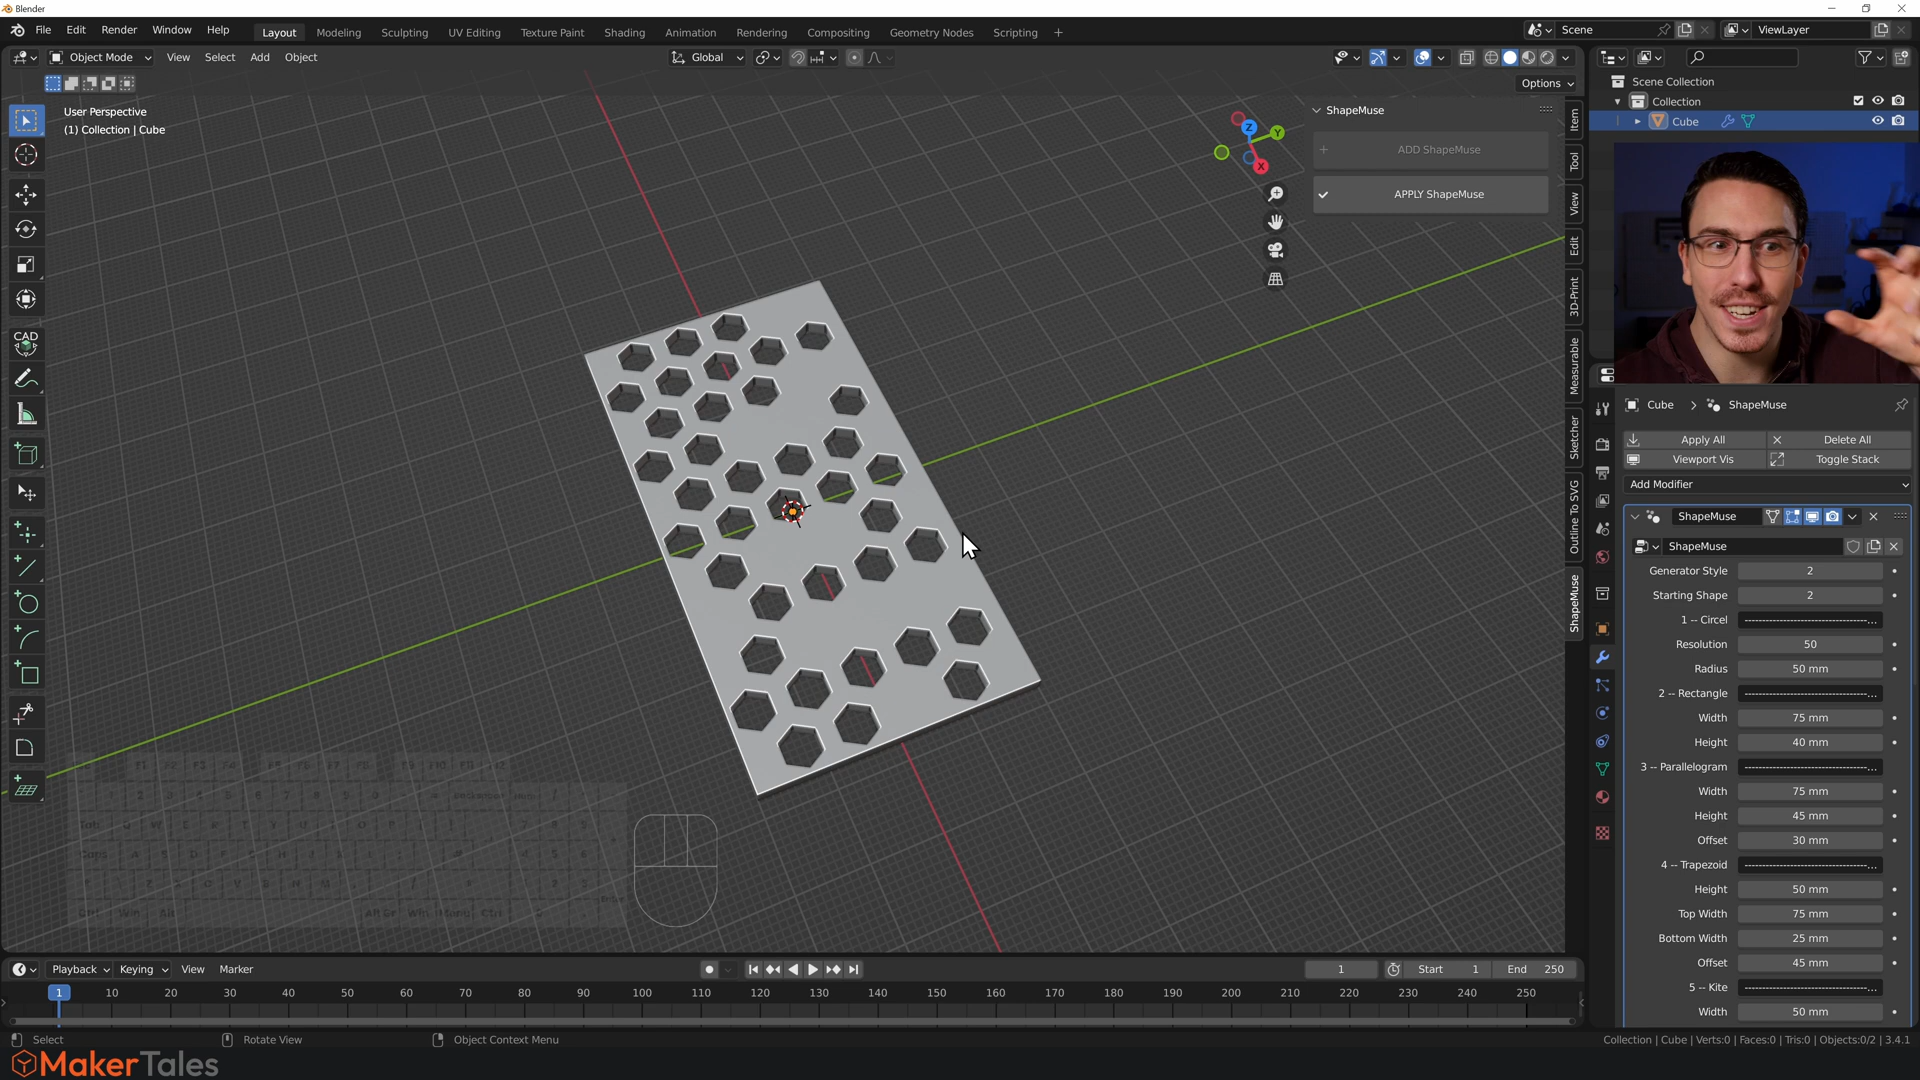 Blender
File Edit Render Window Help Layout Modeling Sculpting UV Editing Texture Paint Shading Animation Rendering Compositing Geometry Nodes Scripting + Scene ViewLayer
Object Mode View Select Add Object Global
Options
User Perspective
(1) Collection | Cube
ShapeMuse
ADD ShapeMuse
APPLY ShapeMuse
Z
Y
X
Item
Tool
View
Edit
3D-Print
Measurable
Sketcher
Outline To SVG
ShapeMuse
CAD
Scene Collection
Collection
Cube
Cube > ShapeMuse
Apply All Delete All
Viewport Vis Toggle Stack
Add Modifier
ShapeMuse
ShapeMuse
Generator Style 2
Starting Shape 2
1 -- Circel ----------------------------------...
Resolution 50
Radius 50 mm
2 -- Rectangle ----------------------------------...
Width 75 mm
Height 40 mm
3 -- Parallelogram ----------------------------------...
Width 75 mm
Height 45 mm
Offset 30 mm
4 -- Trapezoid ----------------------------------...
Height 50 mm
Top Width 75 mm
Bottom Width 25 mm
Offset 45 mm
5 -- Kite ----------------------------------...
Width 50 mm
Playback Keying View Marker 1 Start 1 End 250
1 10 20 30 40 50 60 70 80 90 100 110 120 130 140 150 160 170 180 190 200 210 220 230 240 250
Select Rotate View Object Context Menu Collection | Cube | Verts:0 | Faces:0 | Tris:0 | Objects:0/2 | 3.4.1
MakerTales